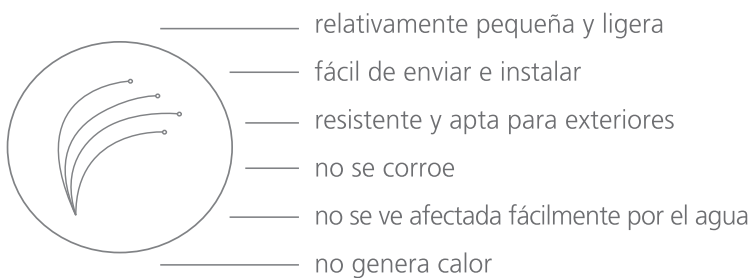 relativamente pequeña y ligera
fácil de enviar e instalar
resistente y apta para exteriores
no se corroe
no se ve afectada fácilmente por el agua
no genera calor